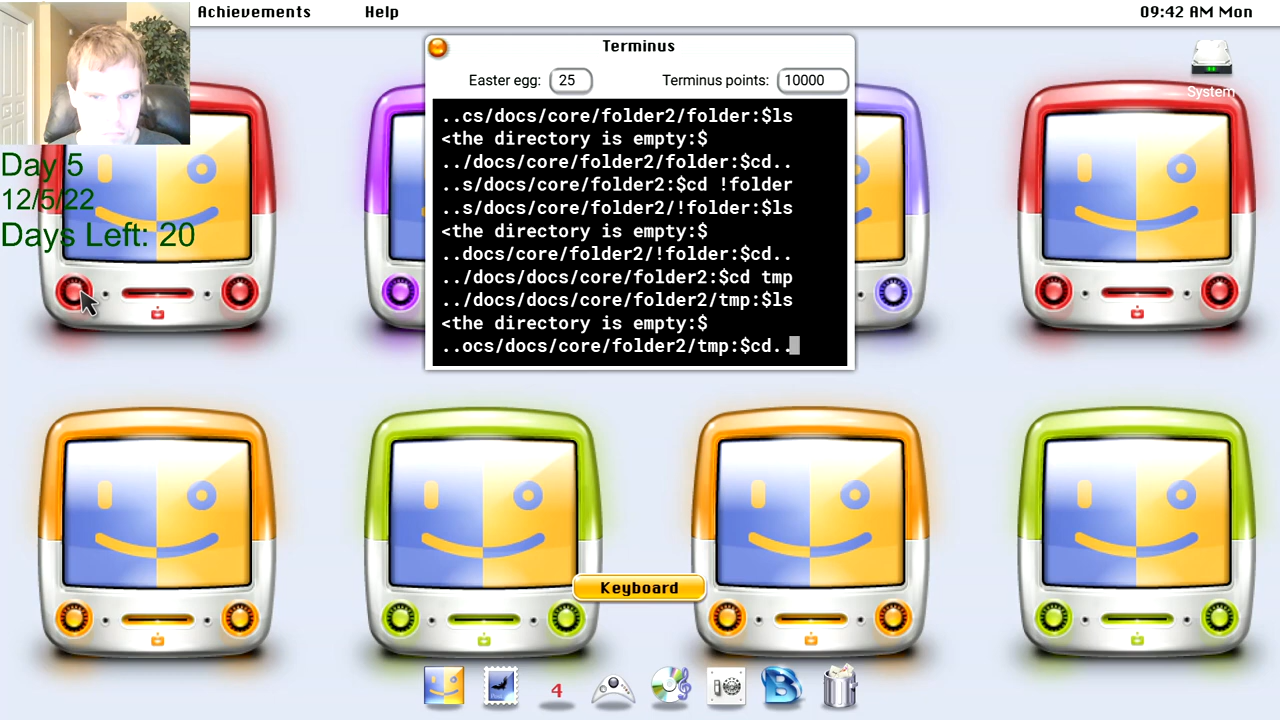 Achievements Help 09:42 AM Mon
Terminus
Easter egg: 25 Terminus points: 10000
System
..cs/docs/core/folder2/folder:$ls
<the directory is empty:$
../docs/core/folder2/folder:$cd..
..s/docs/core/folder2:$cd !folder
..s/docs/core/folder2/!folder:$ls
<the directory is empty:$
..docs/core/folder2/!folder:$cd..
../docs/docs/core/folder2:$cd tmp
../docs/docs/core/folder2/tmp:$ls
<the directory is empty:$
..ocs/docs/core/folder2/tmp:$cd..
Day 5
12/5/22
Days Left: 20
Keyboard
4
B